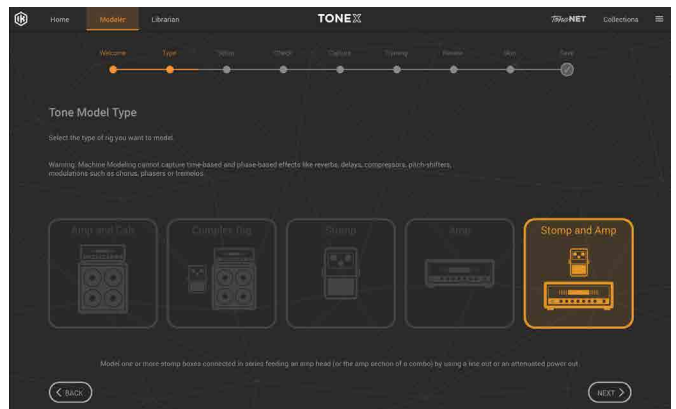 Home
Modeler
Librarian
TONEX
ToneNET
Collections
Welcome
Type
Setup
Check
Capture
Training
Review
Skin
Save
Tone Model Type
Select the type of rig you want to model.
Warning: Machine Modeling cannot capture time-based and phase-based effects like reverbs, delays, compressors, pitch-shifters,
modulations such as chorus, phasers or tremolos.
Amp and Cab
Complex Rig
Stomp
Amp
Stomp and Amp
Model one or more stomp boxes connected in series feeding an amp head (or the amp section of a combo) by using a line out or an attenuated power out.
BACK
NEXT